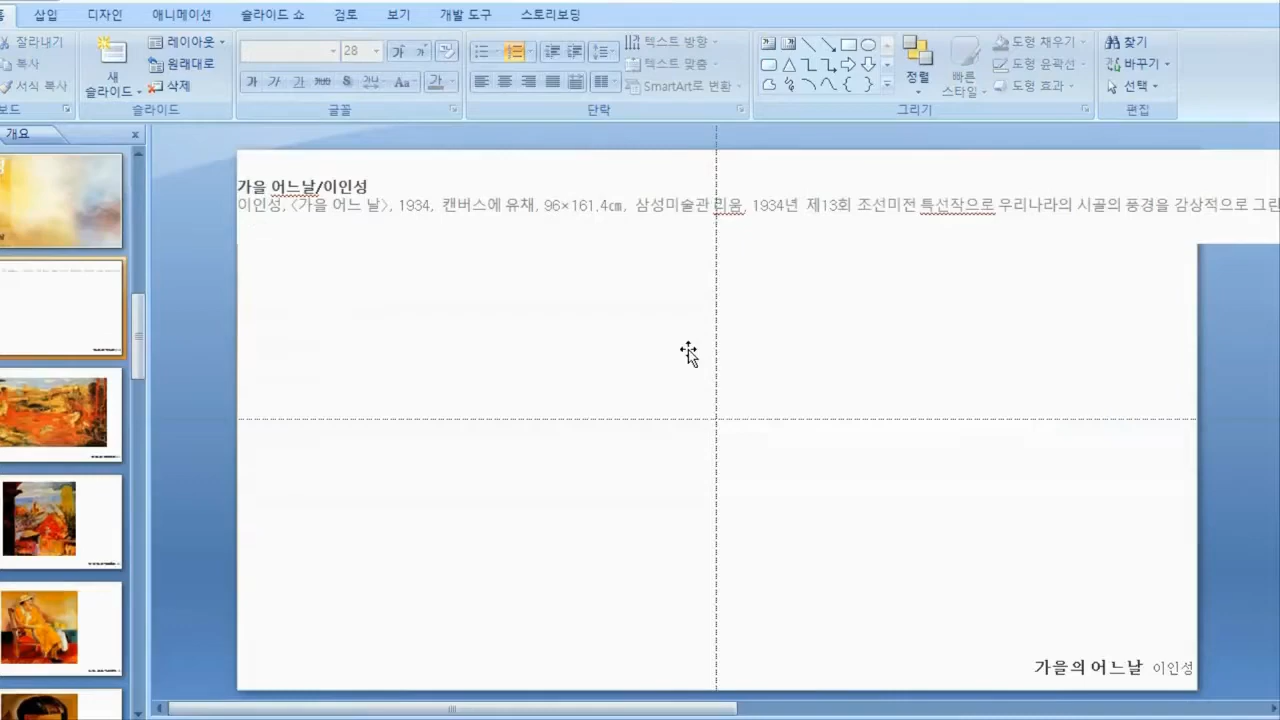 삽입 디자인 애니메이션 슬라이드 쇼 검토 보기 개발 도구 스토리보딩
잘라내기 레이아웃 28 텍스트 방향 도형 채우기 찾기
복사 새 슬라이드 원래대로 텍스트 맞춤 정렬 빠른 스타일 도형 윤곽선 바꾸기
서식 복사 삭제 가 가 가 가 S Aa 가 SmartArt로 변환 도형 효과 선택
보드 슬라이드 글꼴 단락 그리기 편집
개요
가을 어느날/이인성
이인성, 〈가을 어느 날〉, 1934, 캔버스에 유채, 96×161.4㎝, 삼성미술관 리움, 1934년 제13회 조선미전 특선작으로 우리나라의 시골의 풍경을 감상적으로 그린
가을의 어느날 이인성